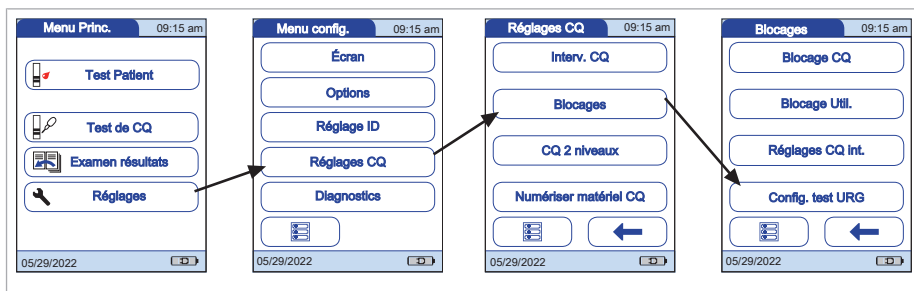 Menu Princ. 09:15 am
Test Patient
Test de CQ
Examen résultats
Réglages
05/29/2022
Menu config. 09:15 am
Écran
Options
Réglage ID
Réglages CQ
Diagnostics
05/29/2022
Réglages CQ 09:15 am
Interv. CQ
Blocages
CQ 2 niveaux
Numériser matériel CQ
05/29/2022
Blocages 09:15 am
Blocage CQ
Blocage Util.
Réglages CQ int.
Config. test URG
05/29/2022